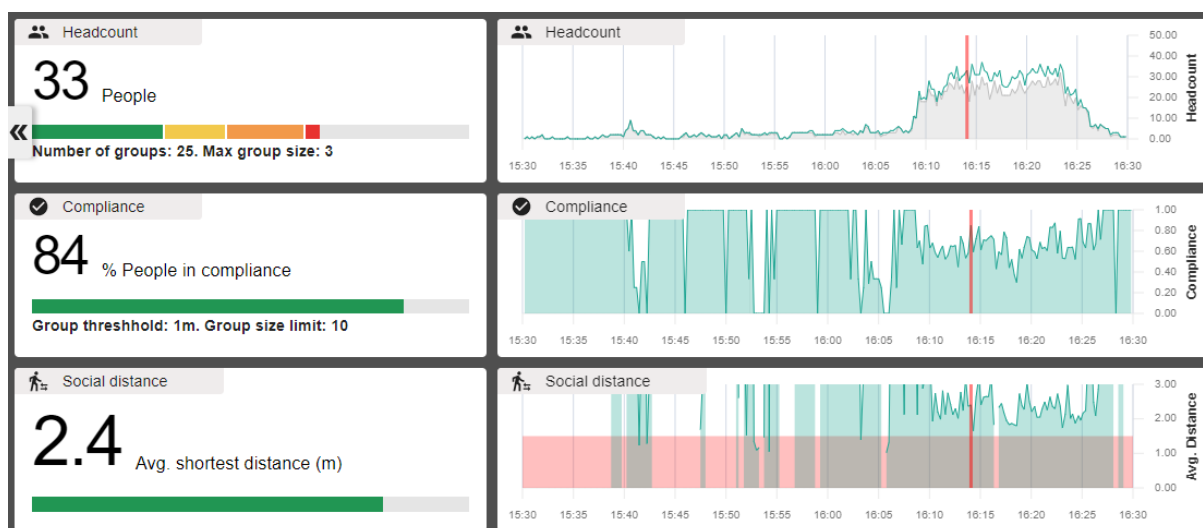 Headcount
33 People
Number of groups: 25. Max group size: 3
Headcount
50.00
40.00
30.00
20.00
10.00
0.00
Headcount
15:30 15:35 15:40 15:45 15:50 15:55 16:00 16:05 16:10 16:15 16:20 16:25 16:30
Compliance
84 % People in compliance
Group threshhold: 1m. Group size limit: 10
Compliance
1.00
0.80
0.60
0.40
0.20
0.00
Compliance
15:30 15:35 15:40 15:45 15:50 15:55 16:00 16:05 16:10 16:15 16:20 16:25 16:30
Social distance
2.4 Avg. shortest distance (m)
Social distance
3.00
2.00
1.00
0.00
Avg. Distance
15:30 15:35 15:40 15:45 15:50 15:55 16:00 16:05 16:10 16:15 16:20 16:25 16:30